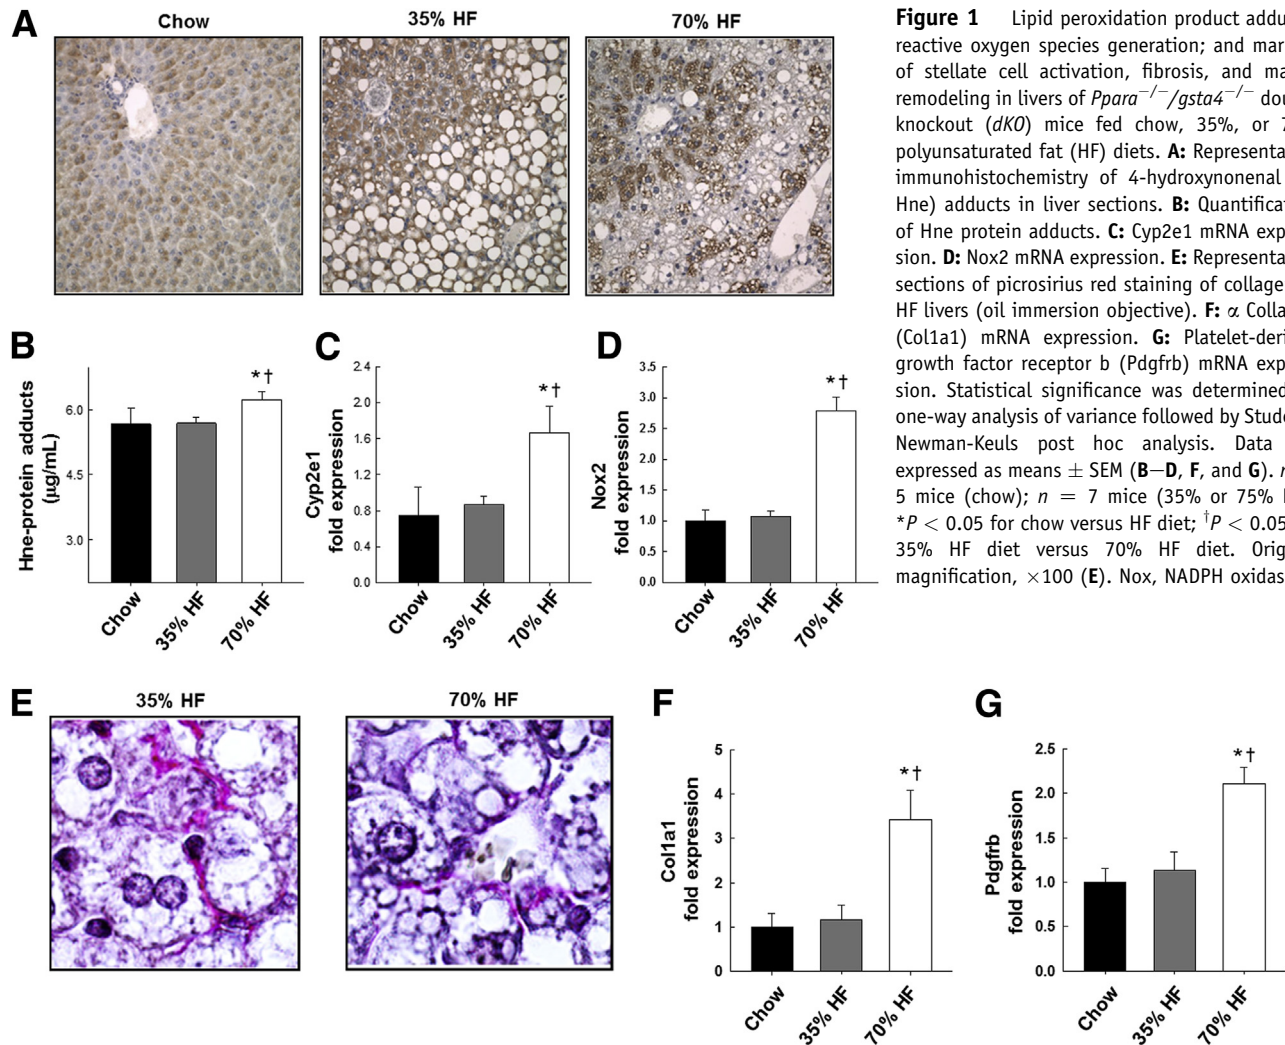 A
Chow
35% HF
70% HF
B
Hne-protein adducts
(µg/mL)
6.0
4.5
3.0
*†
Chow
35% HF
70% HF
C
Cyp2e1
fold expression
2.4
2.0
1.6
1.2
0.8
0.4
0.0
*†
Chow
35% HF
70% HF
D
Nox2
fold expression
3.5
3.0
2.5
2.0
1.5
1.0
0.5
0.0
*†
Chow
35% HF
70% HF
E
35% HF
70% HF
F
Col1a1
fold expression
5
4
3
2
1
0
*†
Chow
35% HF
70% HF
G
Pdgfrb
fold expression
2.5
2.0
1.5
1.0
0.5
0.0
*†
Chow
35% HF
70% HF
Figure 1 Lipid peroxidation product addu
reactive oxygen species generation; and mar
of stellate cell activation, fibrosis, and ma
remodeling in livers of Ppara−/−/gsta4−/− dou
knockout (dKO) mice fed chow, 35%, or 7
polyunsaturated fat (HF) diets. A: Representa
immunohistochemistry of 4-hydroxynonenal
Hne) adducts in liver sections. B: Quantificat
of Hne protein adducts. C: Cyp2e1 mRNA exp
sion. D: Nox2 mRNA expression. E: Representa
sections of picrosirius red staining of collage
HF livers (oil immersion objective). F: α Colla
(Col1a1) mRNA expression. G: Platelet-deri
growth factor receptor b (Pdgfrb) mRNA exp
sion. Statistical significance was determined
one-way analysis of variance followed by Stude
Newman-Keuls post hoc analysis. Data
expressed as means ± SEM (B–D, F, and G).
5 mice (chow); n = 7 mice (35% or 75%
*P < 0.05 for chow versus HF diet; †P < 0.05
35% HF diet versus 70% HF diet. Orig
magnification, ×100 (E). Nox, NADPH oxidas